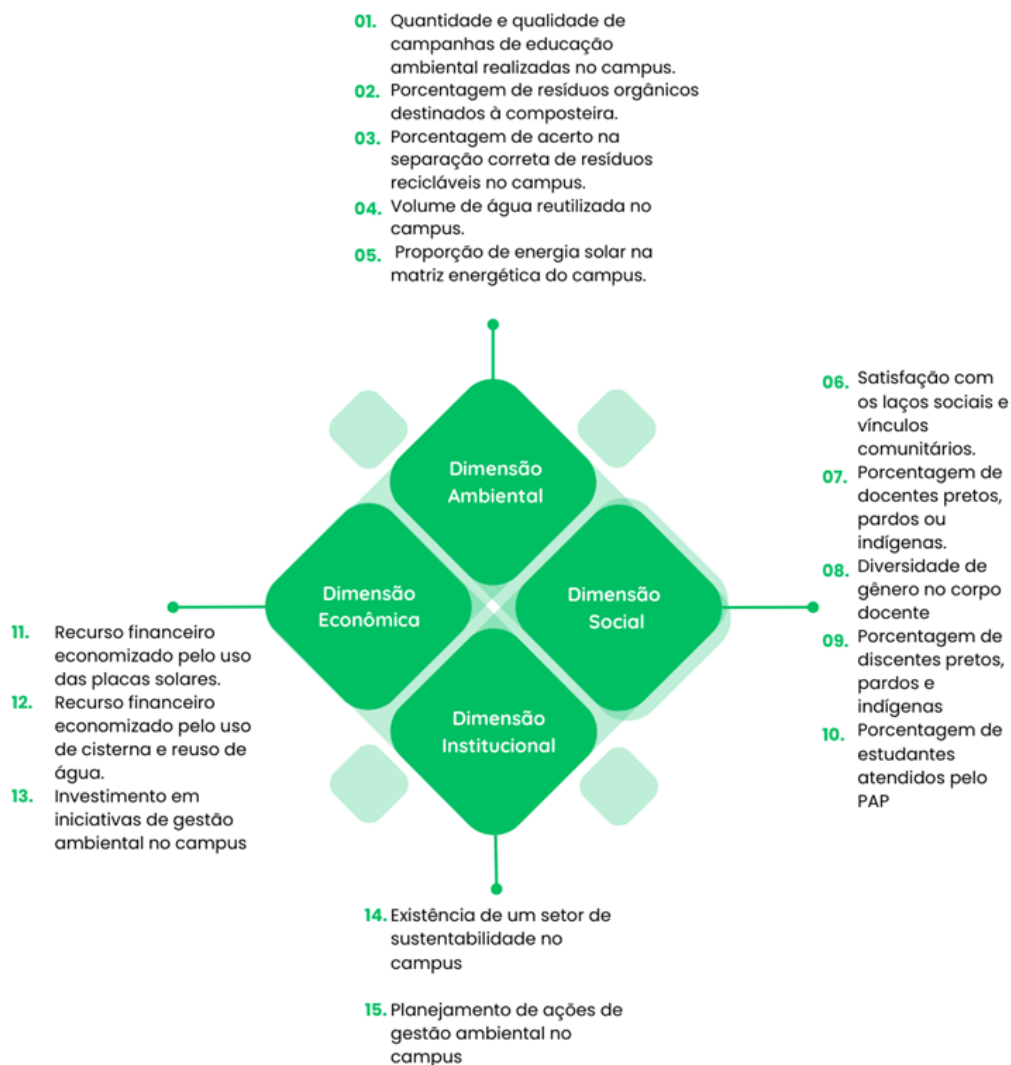 01. Quantidade e qualidade de
campanhas de educação
ambiental realizadas no campus.
02. Porcentagem de resíduos orgânicos
destinados à composteira.
03. Porcentagem de acerto na
separação correta de resíduos
recicláveis no campus.
04. Volume de água reutilizada no
campus.
05. Proporção de energia solar na
matriz energética do campus.
Dimensão
Ambiental
Dimensão
Econômica
Dimensão
Social
Dimensão
Institucional
06. Satisfação com
os laços sociais e
vínculos
comunitários.
07. Porcentagem de
docentes pretos,
pardos ou
indígenas.
08. Diversidade de
gênero no corpo
docente
09. Porcentagem de
discentes pretos,
pardos e
indígenas
10. Porcentagem de
estudantes
atendidos pelo
PAP
11. Recurso financeiro
economizado pelo uso
das placas solares.
12. Recurso financeiro
economizado pelo uso
de cisterna e reuso de
água.
13. Investimento em
iniciativas de gestão
ambiental no campus
14. Existência de um setor de
sustentabilidade no
campus
15. Planejamento de ações de
gestão ambiental no
campus